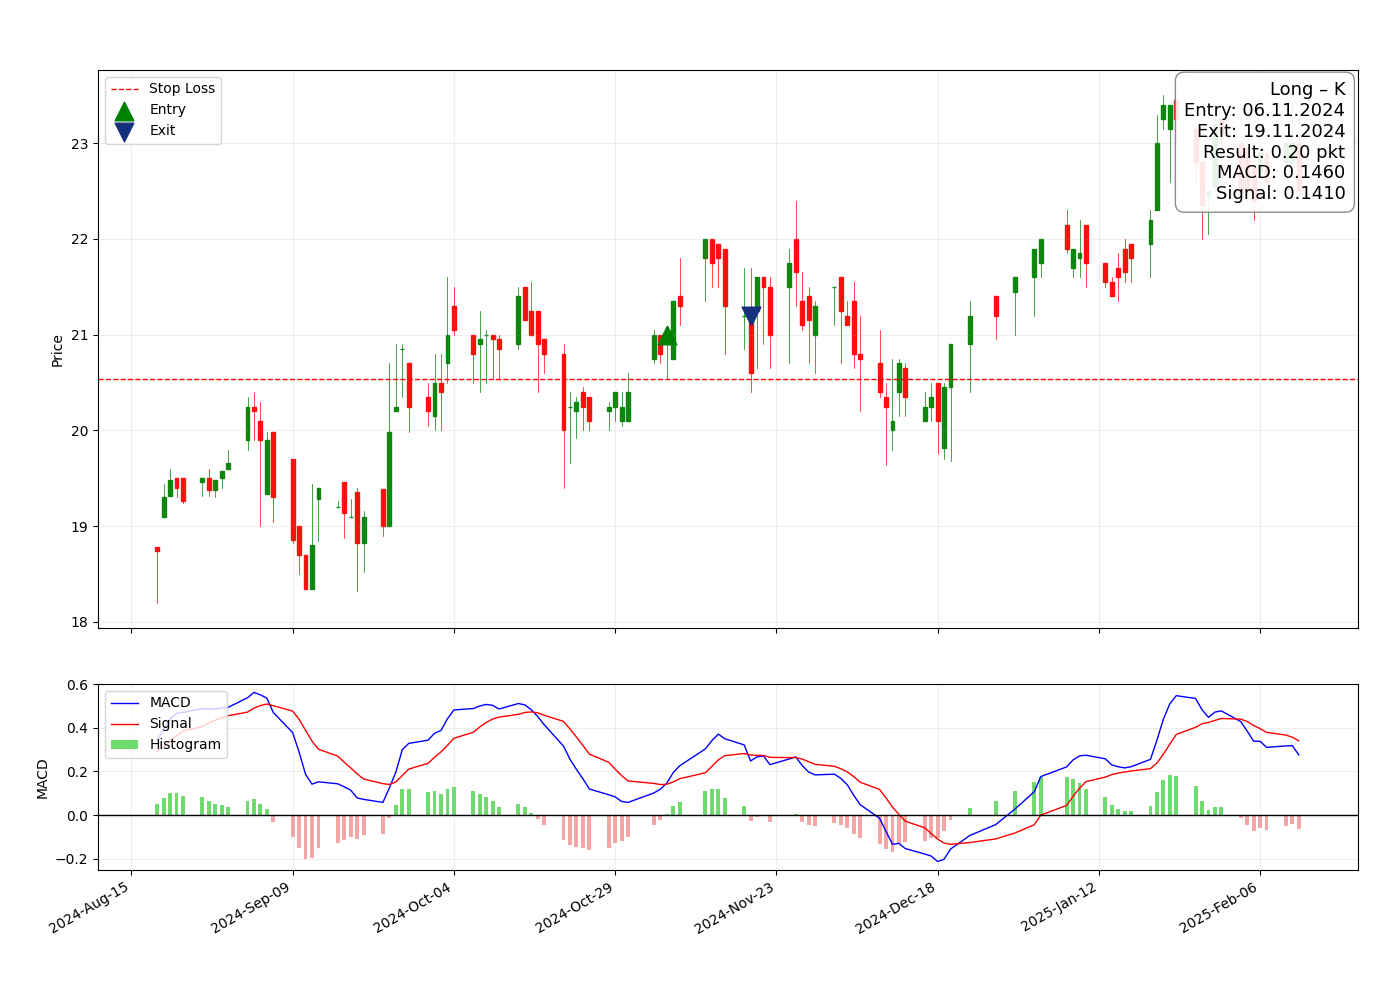 Stop Loss
Entry
Exit
Long – K
Entry: 06.11.2024
Exit: 19.11.2024
Result: 0.20 pkt
MACD: 0.1460
Signal: 0.1410
Price
23
22
21
20
19
18
MACD
Signal
Histogram
MACD
0.6
0.4
0.2
0.0
−0.2
2024-Aug-15
2024-Sep-09
2024-Oct-04
2024-Oct-29
2024-Nov-23
2024-Dec-18
2025-Jan-12
2025-Feb-06